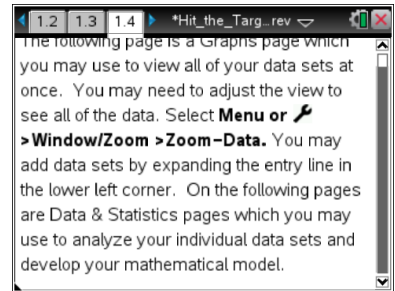 1.2 1.3 1.4 *Hit_the_Targ...rev
The following page is a Graphs page which
you may use to view all of your data sets at
once. You may need to adjust the view to
see all of the data. Select Menu or
>Window/Zoom >Zoom−Data. You may
add data sets by expanding the entry line in
the lower left corner. On the following pages
are Data & Statistics pages which you may
use to analyze your individual data sets and
develop your mathematical model.